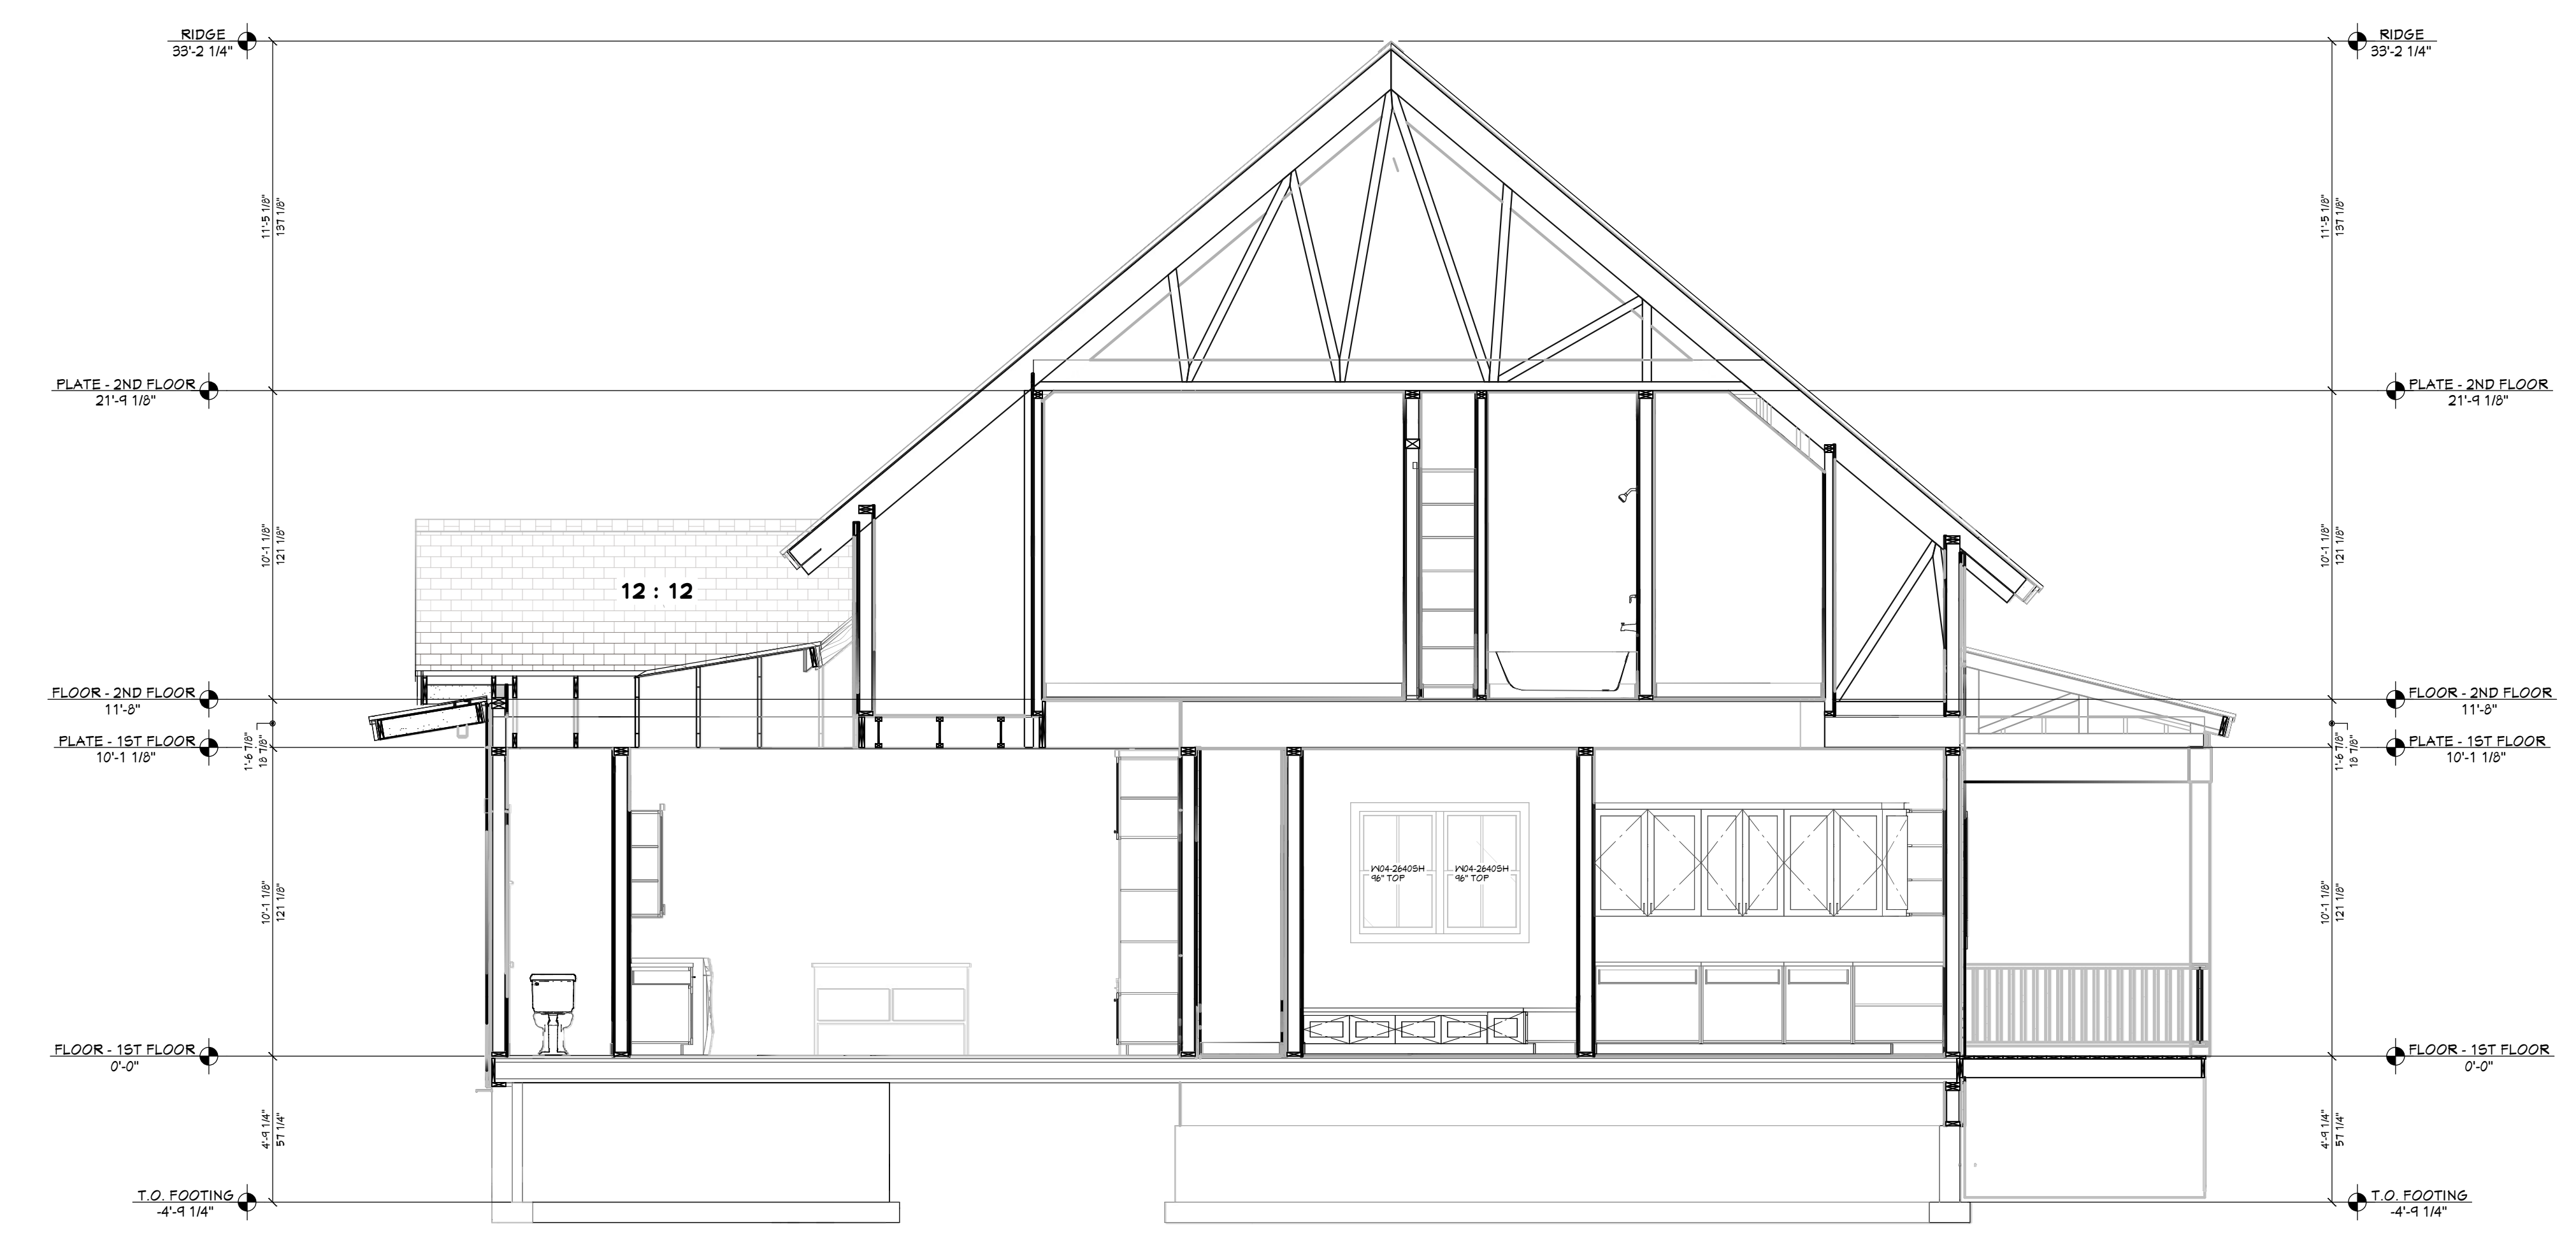 RIDGE
33'-2 1/4"
RIDGE
33'-2 1/4"
11'-5 1/8"
137 1/8"
11'-5 1/8"
137 1/8"
PLATE - 2ND FLOOR
21'-9 1/8"
PLATE - 2ND FLOOR
21'-9 1/8"
10'-1 1/8"
121 1/8"
10'-1 1/8"
121 1/8"
12 : 12
FLOOR - 2ND FLOOR
11'-8"
FLOOR - 2ND FLOOR
11'-8"
1'-6 7/8"
18 7/8"
1'-6 7/8"
18 7/8"
PLATE - 1ST FLOOR
10'-1 1/8"
PLATE - 1ST FLOOR
10'-1 1/8"
W04-2640SH
96" TOP
W04-2640SH
96" TOP
10'-1 1/8"
121 1/8"
10'-1 1/8"
121 1/8"
FLOOR - 1ST FLOOR
0'-0"
FLOOR - 1ST FLOOR
0'-0"
4'-9 1/4"
57 1/4"
4'-9 1/4"
57 1/4"
T.O. FOOTING
-4'-9 1/4"
T.O. FOOTING
-4'-9 1/4"